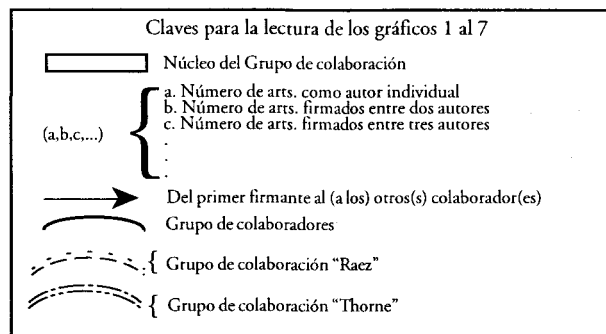 Claves para la lectura de los gráficos 1 al 7
Núcleo del Grupo de colaboración
(a,b,c,...)
a. Número de arts. como autor individual
b. Número de arts. firmados entre dos autores
c. Número de arts. firmados entre tres autores
.
.
.
Del primer firmante al (a los) otros(s) colaborador(es)
Grupo de colaboradores
Grupo de colaboración "Raez"
Grupo de colaboración "Thorne"